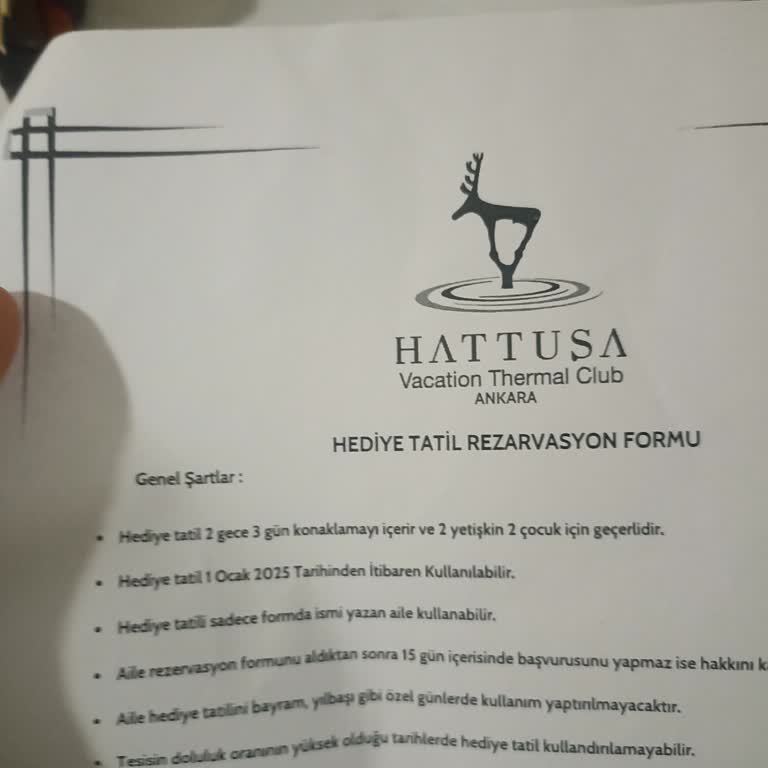 HATTUSA
Vacation Thermal Club
ANKARA
HEDİYE TATİL REZARVASYON FORMU
Genel Şartlar :
• Hediye tatil 2 gece 3 gün konaklamayı içerir ve 2 yetişkin 2 çocuk için geçerlidir.
• Hediye tatil 1 Ocak 2025 Tarihinden İtibaren Kullanılabilir.
• Hediye tatili sadece formda ismi yazan aile kullanabilir.
• Aile rezervasyon formunu aldıktan sonra 15 gün içerisinde başvurusunu yapmaz ise hakkını
• Aile hediye tatilini bayram, yılbaşı gibi özel günlerde kullanım yaptırılmayacaktır.
• Tesisin doluluk oranının yüksek olduğu tarihlerde hediye tatil kullandırılamayabilir.